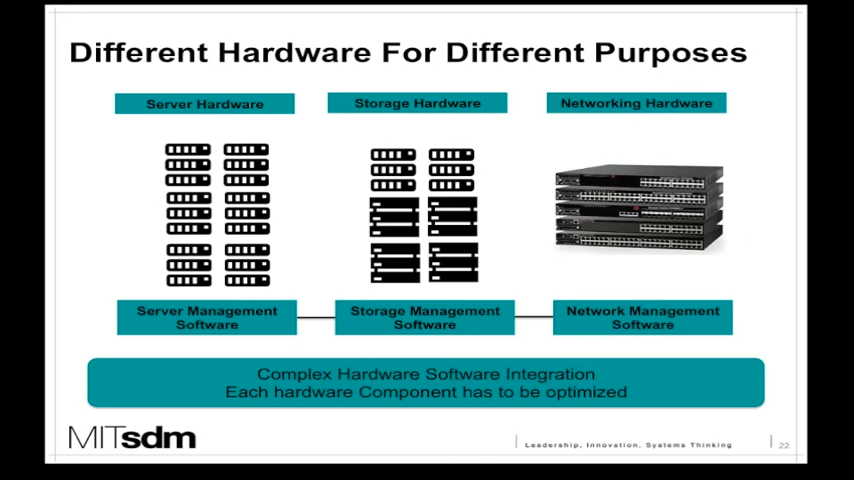 Different Hardware For Different Purposes
Server Hardware
Storage Hardware
Networking Hardware
Server Management
Software
Storage Management
Software
Network Management
Software
Complex Hardware Software Integration
Each hardware Component has to be optimized
MITsdm
Leadership, Innovation, Systems Thinking
22